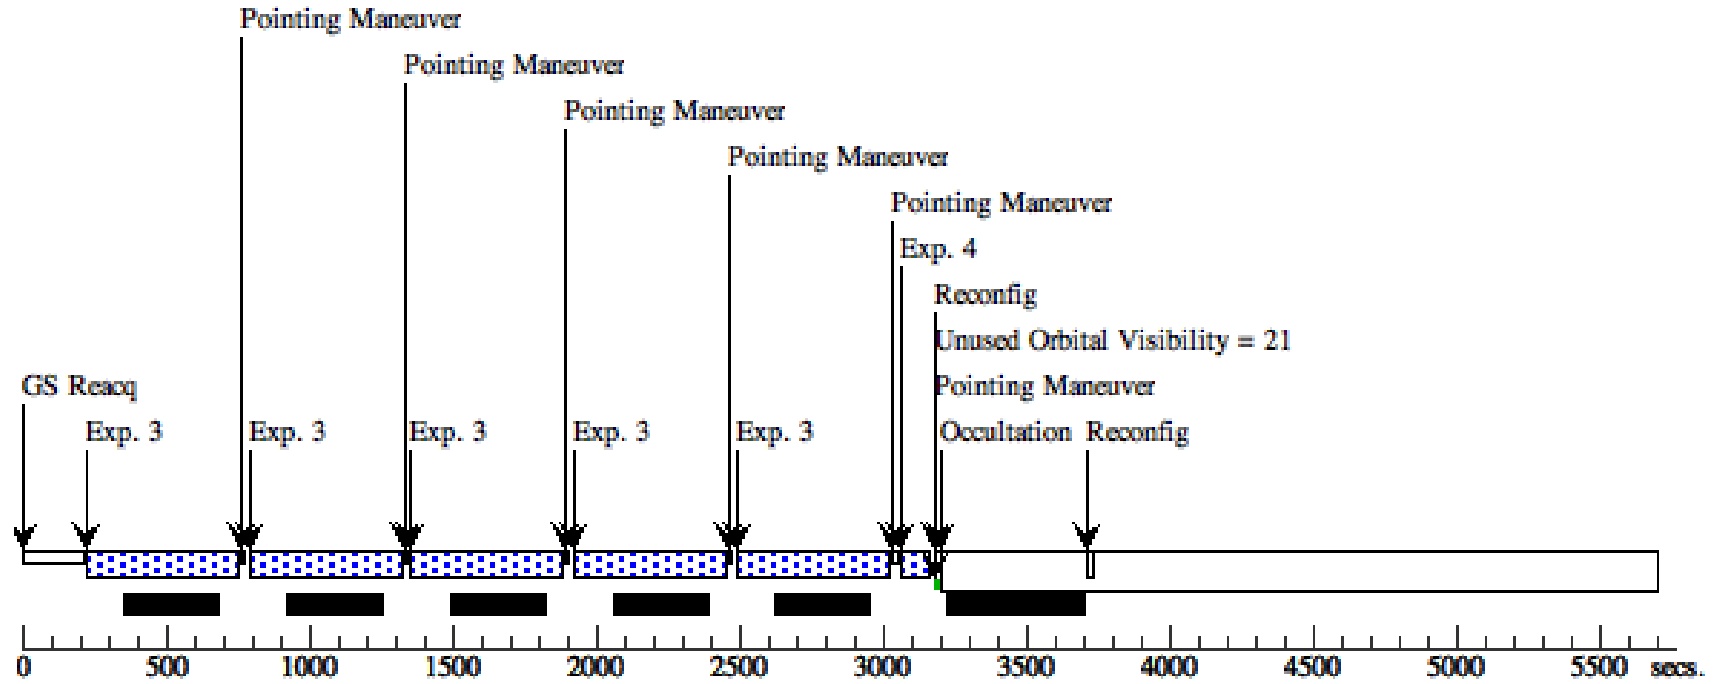 Pointing Maneuver
Pointing Maneuver
Pointing Maneuver
Pointing Maneuver
Pointing Maneuver
Exp. 4
Reconfig
Unused Orbital Visibility = 21
GS Reacq
Pointing Maneuver
Exp. 3
Exp. 3
Exp. 3
Exp. 3
Exp. 3
Occultation
Reconfig
0 500 1000 1500 2000 2500 3000 3500 4000 4500 5000 5500 secs.